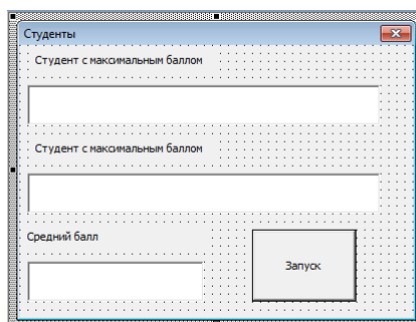 Студенты
Студент с максимальным баллом
Студент с максимальным баллом
Средний балл
Запуск